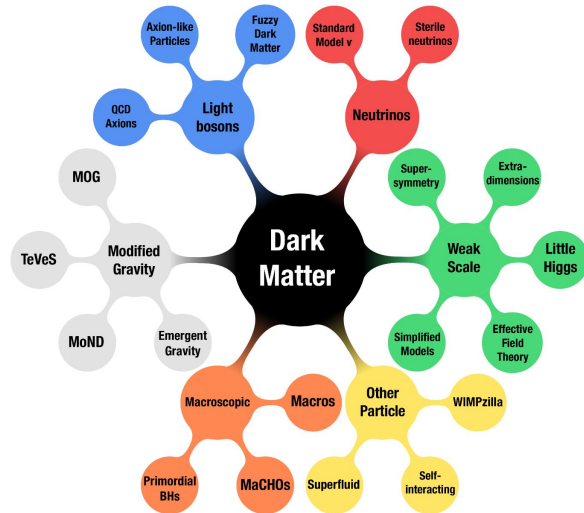 Axion-like
Particles
Fuzzy
Dark
Matter
Standard
Model ν
Sterile
neutrinos
QCD
Axions
Light
bosons
Neutrinos
MOG
Super-
symmetry
Extra-
dimensions
TeVeS
Modified
Gravity
Dark
Matter
Weak
Scale
Little
Higgs
MoND
Emergent
Gravity
Simplified
Models
Effective
Field
Theory
Macroscopic
Macros
Other
Particle
WIMPzilla
Primordial
BHs
MaCHOs
Superfluid
Self-
interacting